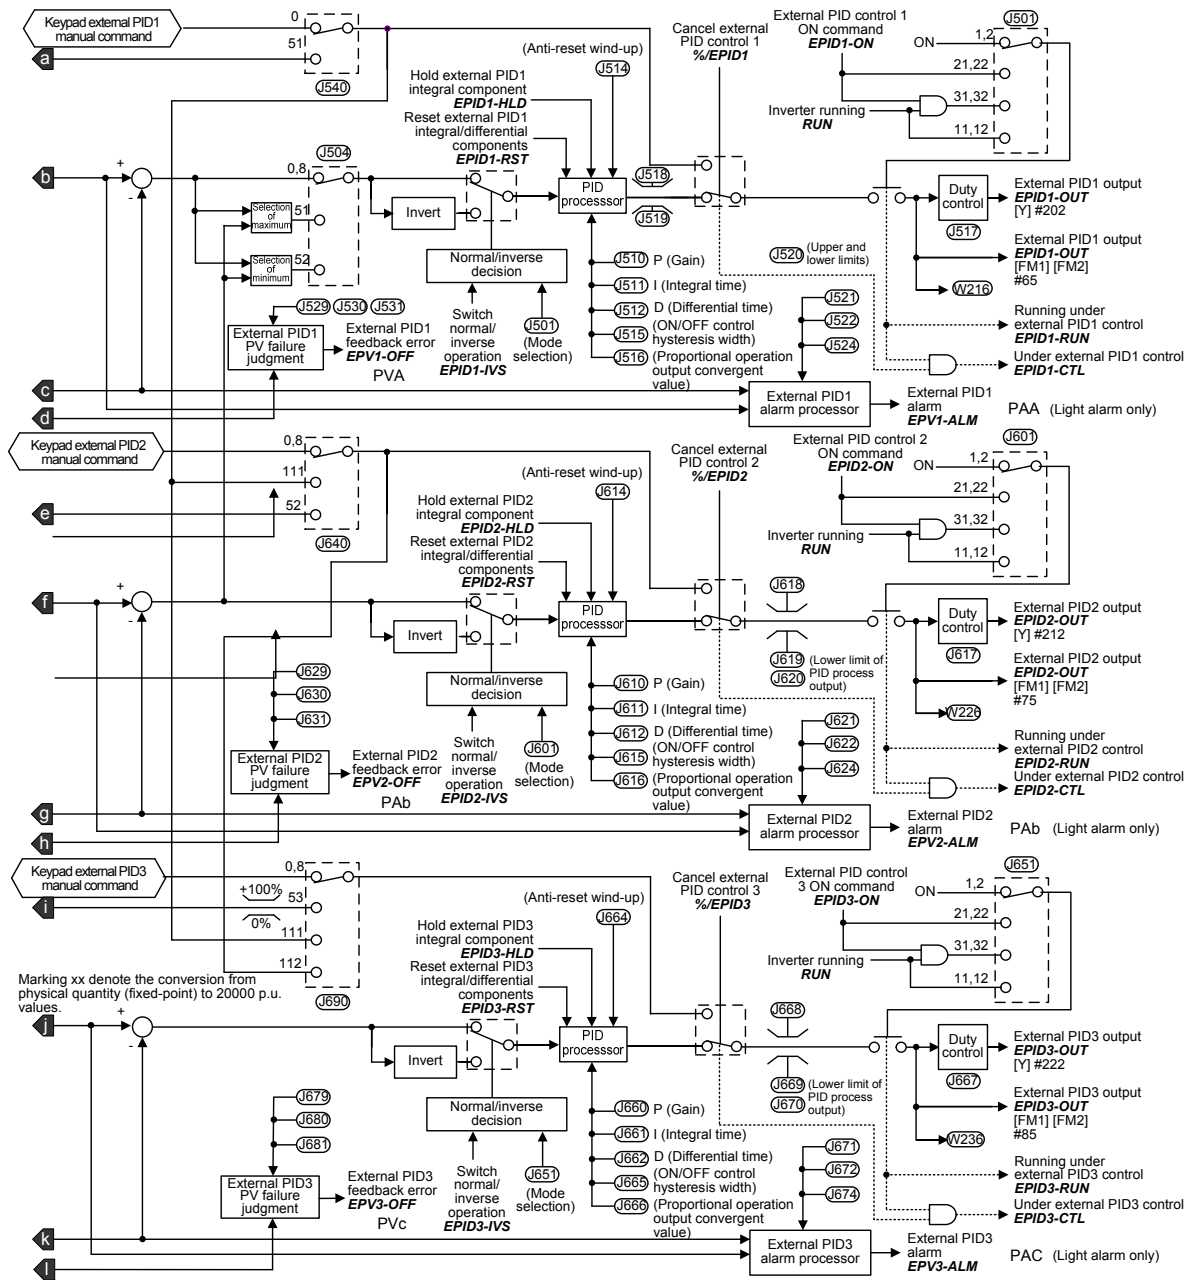 Keypad external PID1
manual command
0
51
a
J540
(Anti-reset wind-up)
J514
Hold external PID1
integral component
EPID1-HLD
Reset external PID1
integral/differential
components
EPID1-RST
Cancel external
PID control 1
%/EPID1
External PID control 1
ON command
EPID1-ON
J501
ON
1,2
21,22
31,32
11,12
Inverter running
RUN
b
+
-
J504
0,8
51
52
Selection
of
maximum
Selection
of
minimum
Invert
PID
processsor
J518
J519
Normal/inverse
decision
Switch
normal/
inverse
operation
EPID1-IVS
J501
(Mode
selection)
J510 P (Gain)
J511 I (Integral time)
J512 D (Differential time)
J515 (ON/OFF control
hysteresis width)
J516 (Proportional operation
output convergent
value)
J520 (Upper and
lower limits)
J521
J522
J524
Duty
control
J517
External PID1 output
EPID1-OUT
[Y] #202
External PID1 output
EPID1-OUT
[FM1] [FM2]
#65
W216
Running under
external PID1 control
EPID1-RUN
Under external PID1 control
EPID1-CTL
J529 J530 J531
External PID1
PV failure
judgment
External PID1
feedback error
EPV1-OFF
PVA
c
d
External PID1
alarm processor
External PID1
alarm
EPV1-ALM
PAA (Light alarm only)
Keypad external PID2
manual command
0,8
111
52
e
J640
(Anti-reset wind-up)
J614
Hold external PID2
integral component
EPID2-HLD
Reset external PID2
integral/differential
components
EPID2-RST
Cancel external
PID control 2
%/EPID2
External PID control 2
ON command
EPID2-ON
J601
ON
1,2
21,22
31,32
11,12
Inverter running
RUN
f
+
-
Invert
PID
processsor
J618
J619
J620
(Lower limit of
PID process
output)
Normal/inverse
decision
Switch
normal/
inverse
operation
EPID2-IVS
J601
(Mode
selection)
J610 P (Gain)
J611 I (Integral time)
J612 D (Differential time)
J615 (ON/OFF control
hysteresis width)
J616 (Proportional operation
output convergent
value)
J621
J622
J624
Duty
control
J617
External PID2 output
EPID2-OUT
[Y] #212
External PID2 output
EPID2-OUT
[FM1] [FM2]
#75
W226
Running under
external PID2 control
EPID2-RUN
Under external PID2 control
EPID2-CTL
J629
J630
J631
External PID2
PV failure
judgment
External PID2
feedback error
EPV2-OFF
PAb
g
h
External PID2
alarm processor
External PID2
alarm
EPV2-ALM
PAb (Light alarm only)
Keypad external PID3
manual command
0,8
+100%
53
i
0%
111
112
J690
Marking xx denote the conversion from
physical quantity (fixed-point) to 20000 p.u.
values.
(Anti-reset wind-up)
J664
Hold external PID3
integral component
EPID3-HLD
Reset external PID3
integral/differential
components
EPID3-RST
Cancel external
PID control 3
%/EPID3
External PID control
3 ON command
EPID3-ON
J651
ON
1,2
21,22
31,32
11,12
Inverter running
RUN
j
+
-
Invert
PID
processsor
J668
J669
J670
(Lower limit of
PID process
output)
Normal/inverse
decision
Switch
normal/
inverse
operation
EPID3-IVS
J651
(Mode
selection)
J660 P (Gain)
J661 I (Integral time)
J662 D (Differential time)
J665 (ON/OFF control
hysteresis width)
J666 (Proportional operation
output convergent
value)
J671
J672
J674
Duty
control
J667
External PID3 output
EPID3-OUT
[Y] #222
External PID3 output
EPID3-OUT
[FM1] [FM2]
#85
W236
Running under
external PID3 control
EPID3-RUN
Under external PID3 control
EPID3-CTL
J679
J680
J681
External PID3
PV failure
judgment
External PID3
feedback error
EPV3-OFF
PVc
k
l
External PID3
alarm processor
External PID3
alarm
EPV3-ALM
PAC (Light alarm only)